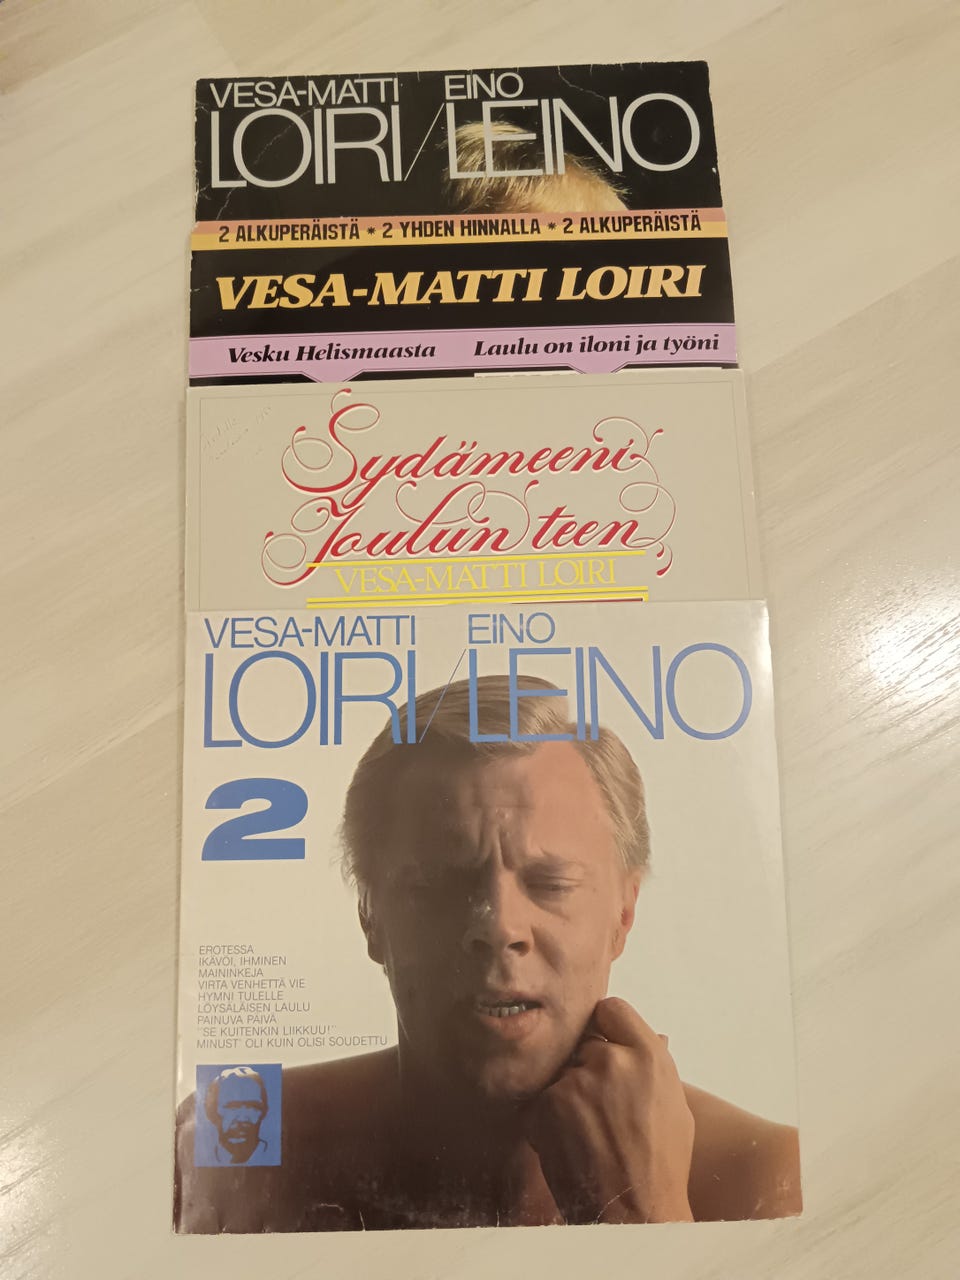 VESA-MATTI EINO
LOIRI/LEINO
2 ALKUPERÄISTÄ * 2 YHDEN HINNALLA * 2 ALKUPERÄISTÄ
VESA-MATTI LOIRI
Vesku Helismaasta Laulu on iloni ja työni
Sydämeeni
Joulun teen
VESA-MATTI LOIRI
VESA-MATTI EINO
LOIRI/LEINO
2
EROTESSA
IKÄVÖI, IHMINEN
MAININKEJA
VIRTA VENHETTÄ VIE
HYMNI TULELLE
LÖYSÄLÄISEN LAULU
PAINUVA PÄIVÄ
"SE KUITENKIN LIIKKUU!"
MINUST' OLI KUIN OLISI SOUDETTU